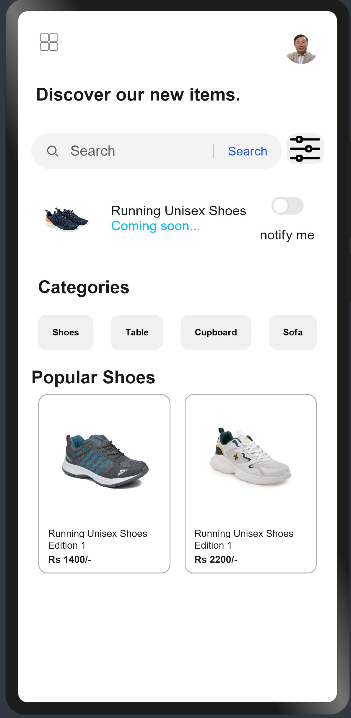 Discover our new items.
Search
Search
Running Unisex Shoes
Coming soon...
notify me
Categories
Shoes
Table
Cupboard
Sofa
Popular Shoes
Running Unisex Shoes
Edition 1
Rs 1400/-
Running Unisex Shoes
Edition 1
Rs 2200/-